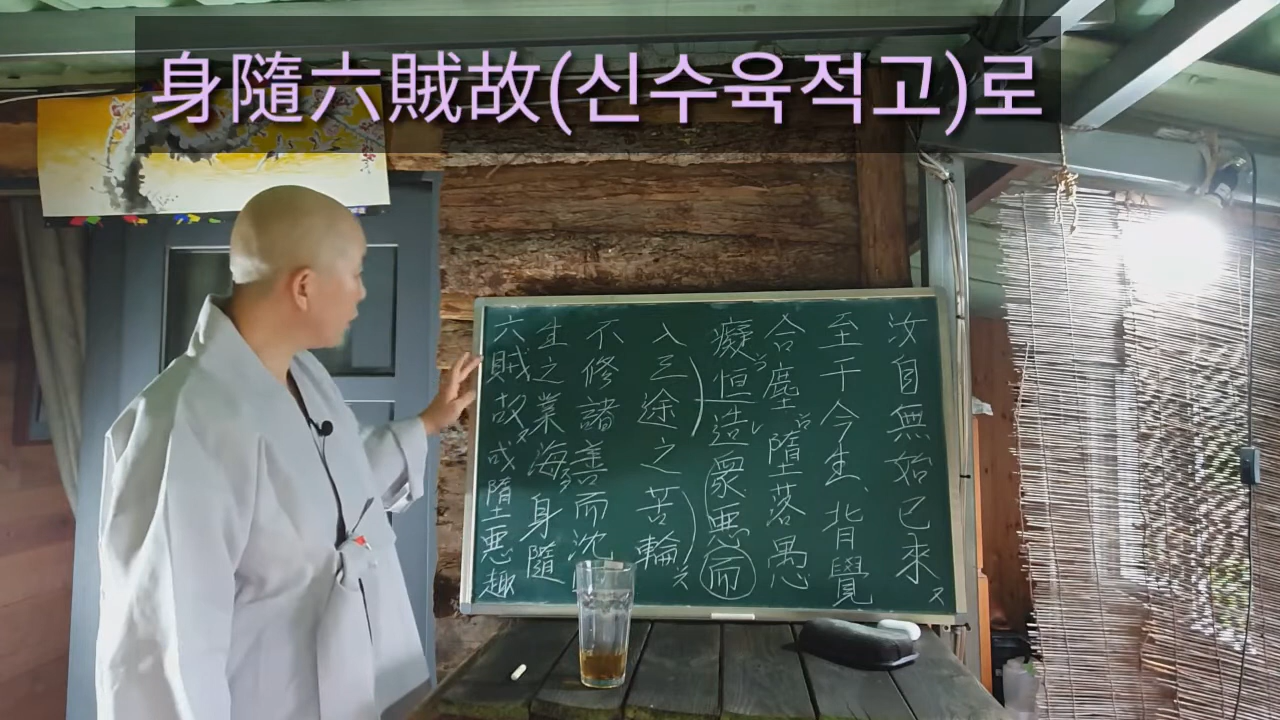 身隨六賊故(신수육적고)로
汝自無始已來
至于今生、背覺
合塵墮落愚
癡恒造眾惡而
入三途之苦輪
不修諸善而沈
生之業海身隨
六賊故或墮惡趣